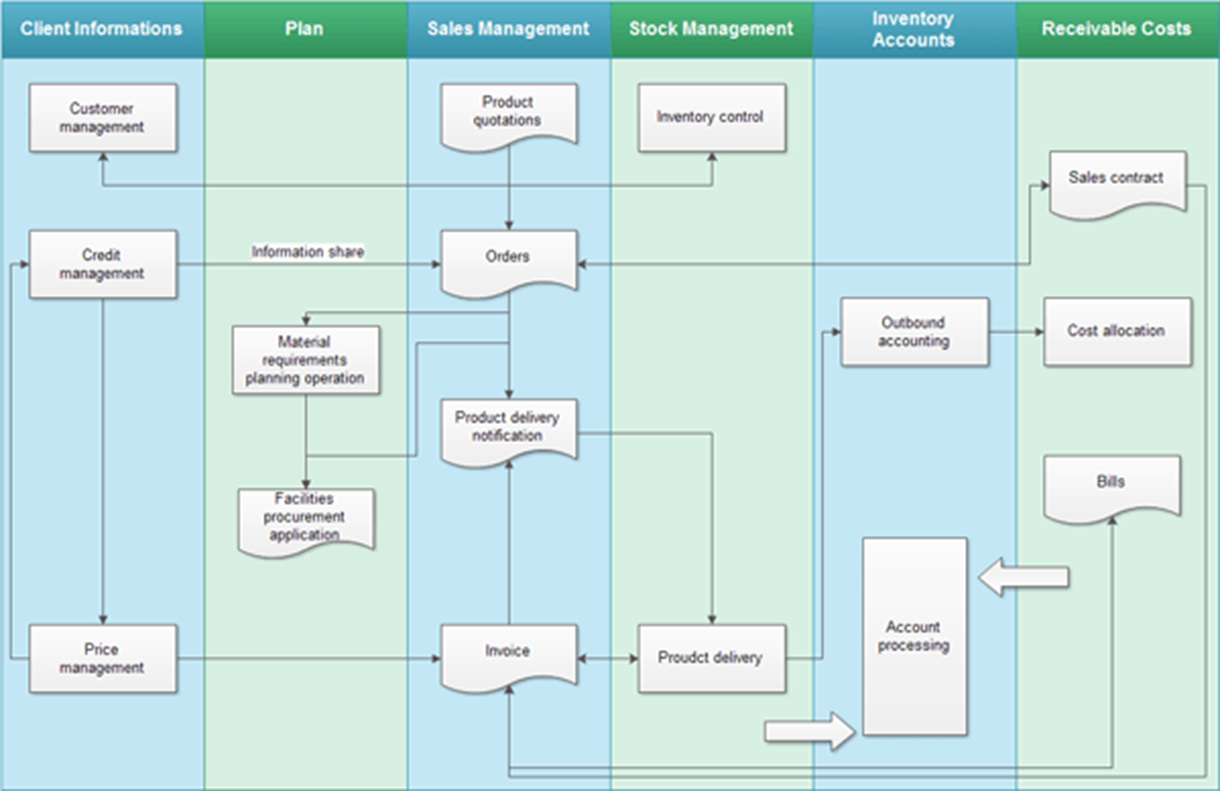 Client Informations
Plan
Sales Management
Stock Management
Inventory
Accounts
Receivable Costs
Customer
management
Product
quotations
Inventory control
Sales contract
Credit
management
Information share
Orders
Material
requirements
planning operation
Outbound
accounting
Cost allocation
Product delivery
notification
Facilities
procurement
application
Bills
Price
management
Invoice
Proudct delivery
Account
processing